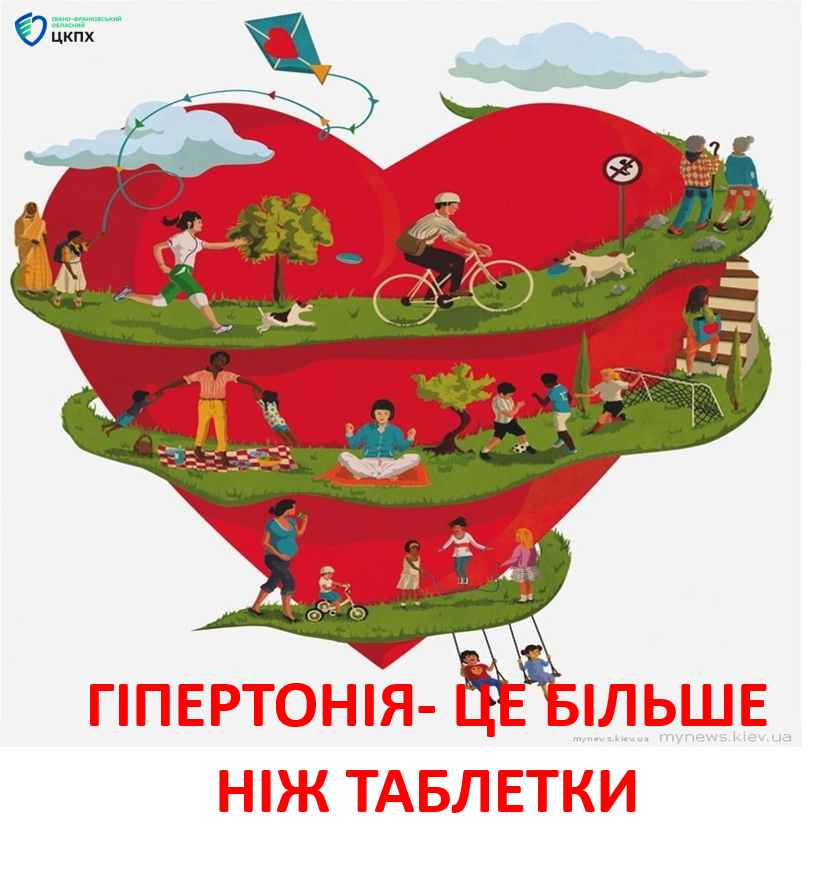 ІВАНО-ФРАНКІВСЬКИЙ
ОБЛАСНИЙ
ЦКПХ
ГІПЕРТОНІЯ- ЦЕ БІЛЬШЕ
mynews.kiev.ua mynews.kiev.ua
НІЖ ТАБЛЕТКИ